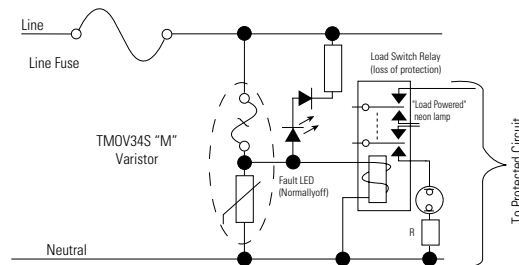 Line
Line Fuse
Load Switch Relay
(loss of protection)
"Load Powered"
neon lamp
TMOV34S "M"
Varistor
Fault LED
(Normallyoff)
R
Neutral
To Protected Circuit